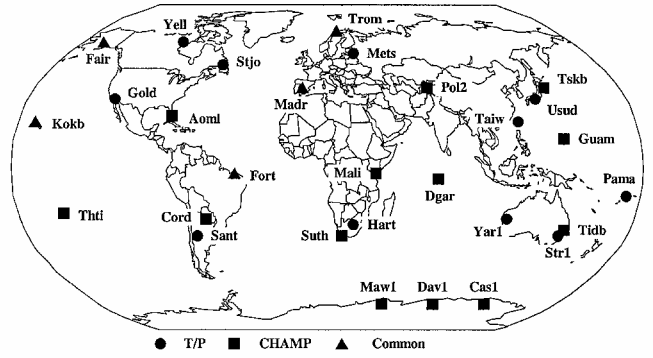 Trom
Yell
Fair
Stjo
Mets
Gold
Aoml
Madr
Pol2
Tskb
Usud
Taiw
Kokb
Guam
Fort
Mali
Dgar
Pama
Thti
Cord
Sant
Suth
Hart
Yar1
Tidb
Str1
Maw1 Dav1 Cas1
T/P CHAMP Common